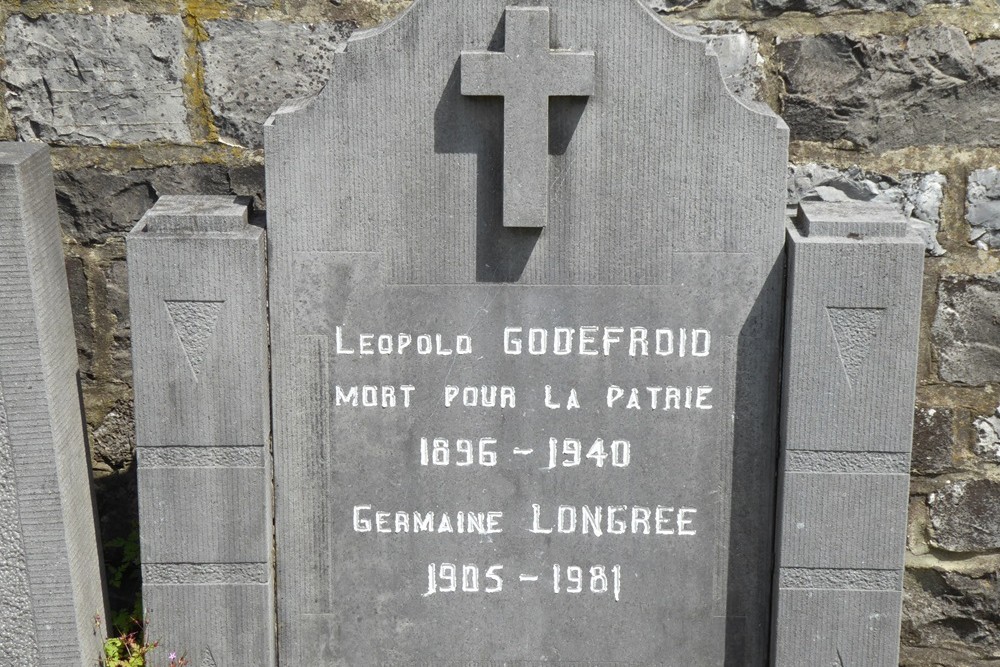 Leopold GODEFROID
MORT POUR LA PATRIE
1896 - 1940
GERMAINE LONGREE
1905 - 1981